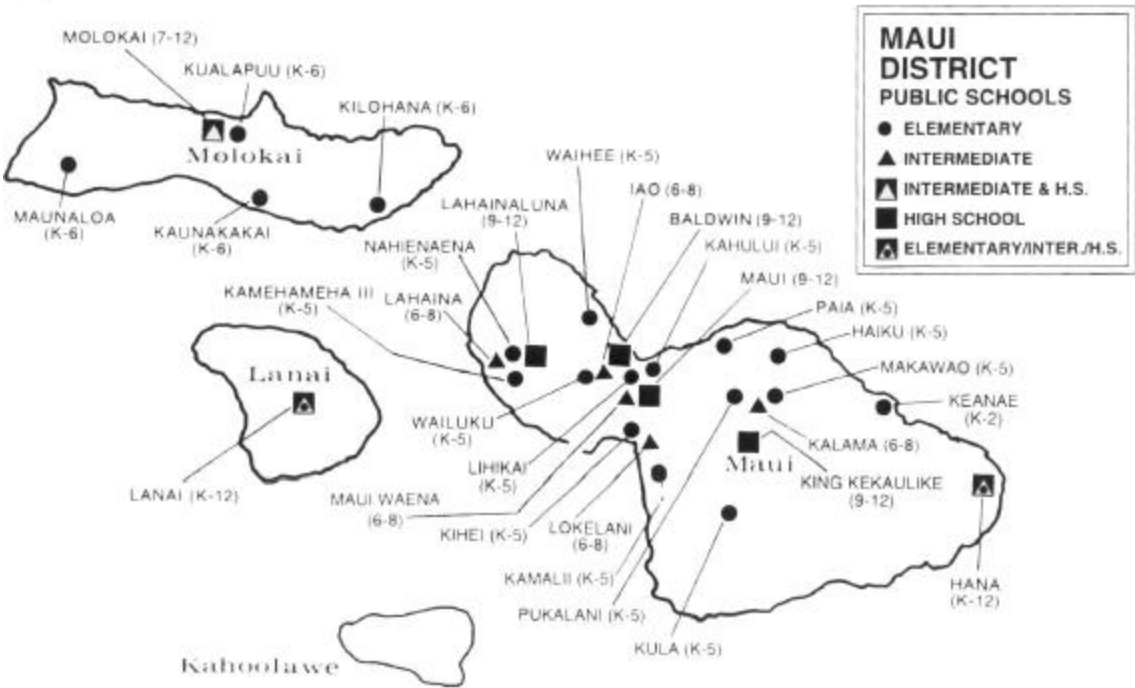 MOLOKAI (7-12)
KUALAPUU (K-6)
KILOHANA (K-6)
Molokai
MAUNALOA
(K-6)
KAUNAKAKAI
(K-6)
MAUI
DISTRICT
PUBLIC SCHOOLS
ELEMENTARY
INTERMEDIATE
INTERMEDIATE & H.S.
HIGH SCHOOL
ELEMENTARY/INTER./H.S.
WAIHEE (K-5)
IAO (6-8)
LAHAINALUNA
(9-12)
BALDWIN (9-12)
KAHULUI (K-5)
NAHIENAENA
(K-5)
MAUI (9-12)
KAMEHAMEHA III
(K-5)
LAHAINA
(6-8)
PAIA (K-5)
HAIKU (K-5)
MAKAWAO (K-5)
KEANAE
(K-2)
Lanai
LANAI (K-12)
WAILUKU
(K-5)
KALAMA (6-8)
Maui
LIHIKAI
(K-5)
KING KEKAULIKE
(9-12)
MAUI WAENA
(6-8)
KIHEI (K-5)
LOKELANI
(6-8)
KAMALII (K-5)
PUKALANI (K-5)
KULA (K-5)
HANA
(K-12)
Kahoolawe